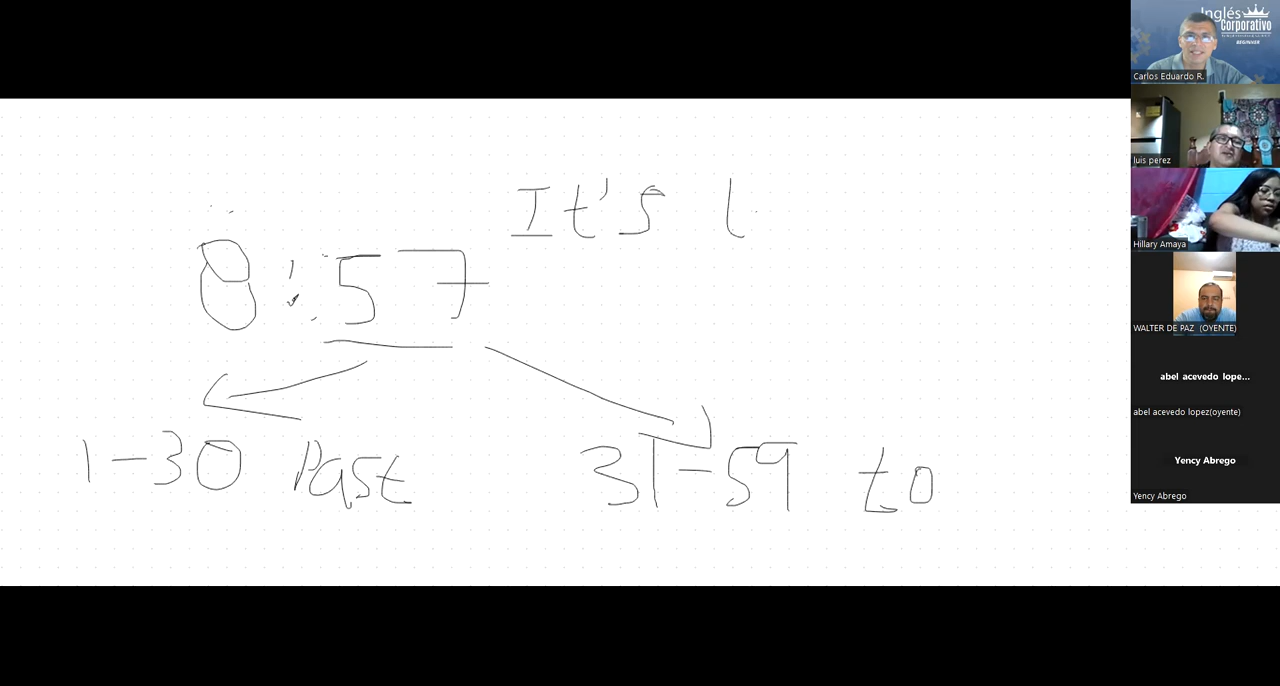 It's l
8:57
1-30 Past
31-59 to
Inglés
Corporativo
BEGINNER
Carlos Eduardo R.
luis perez
Hillary Amaya
WALTER DE PAZ (OYENTE)
abel acevedo lope...
abel acevedo lopez(oyente)
Yency Abrego
Yency Abrego